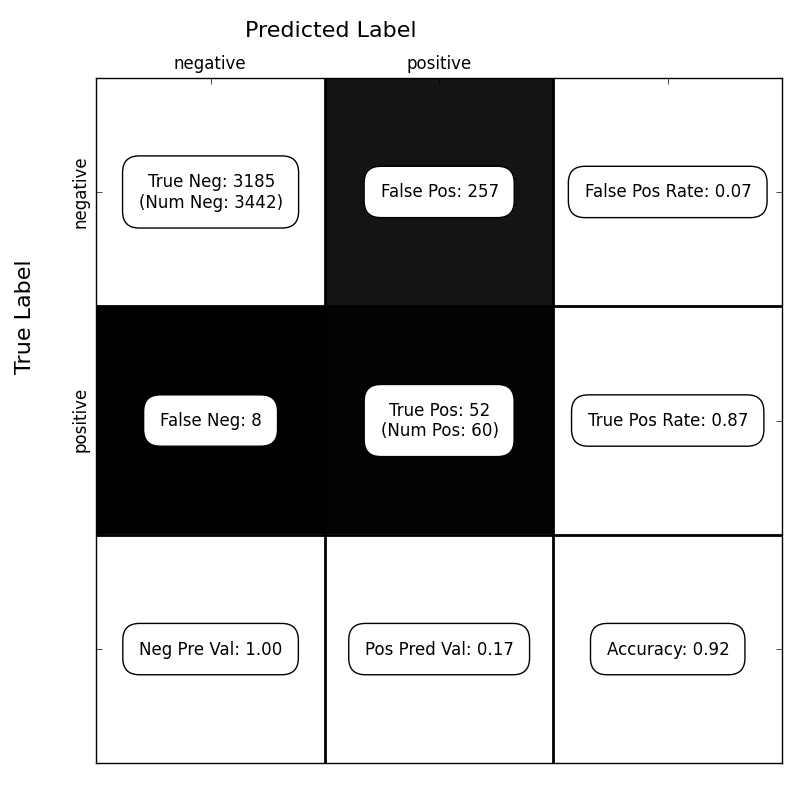 Predicted Label
negative
positive
True Label
negative
True Neg: 3185
(Num Neg: 3442)
False Pos: 257
False Pos Rate: 0.07
positive
False Neg: 8
True Pos: 52
(Num Pos: 60)
True Pos Rate: 0.87
Neg Pre Val: 1.00
Pos Pred Val: 0.17
Accuracy: 0.92